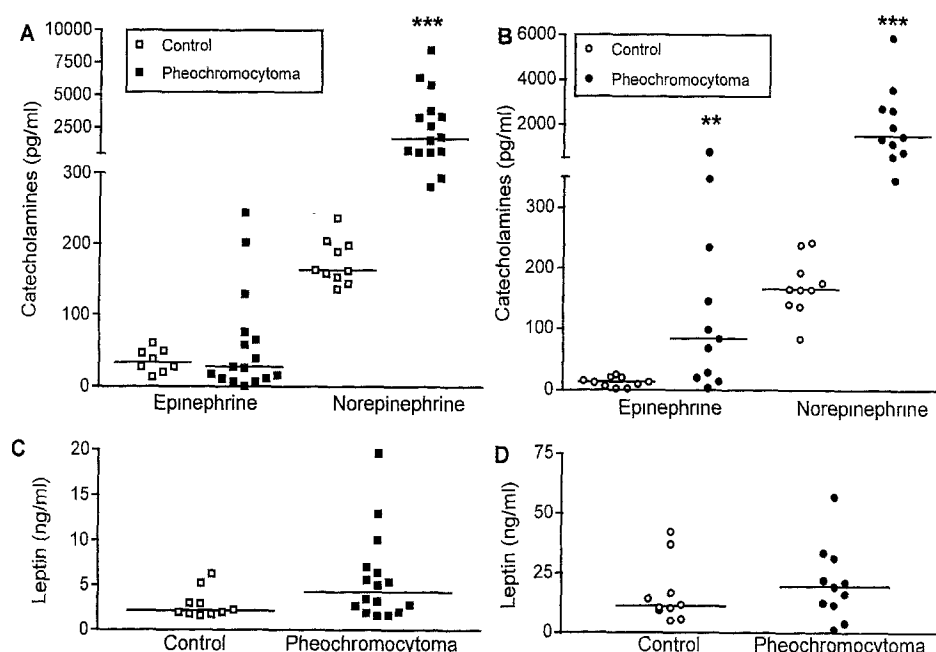 A
10000
7500
5000
2500
300
200
100
0
Catecholamines (pg/ml)
Control
Pheochromocytoma
***
Epinephrine
Norepinephrine
B
6000
4000
2000
300
200
100
0
Catecholamines (pg/ml)
Control
Pheochromocytoma
**
***
Epinephrine
Norepinephrine
C
20
15
10
5
0
Leptin (ng/ml)
Control
Pheochromocytoma
D
75
50
25
0
Leptin (ng/ml)
Control
Pheochromocytoma